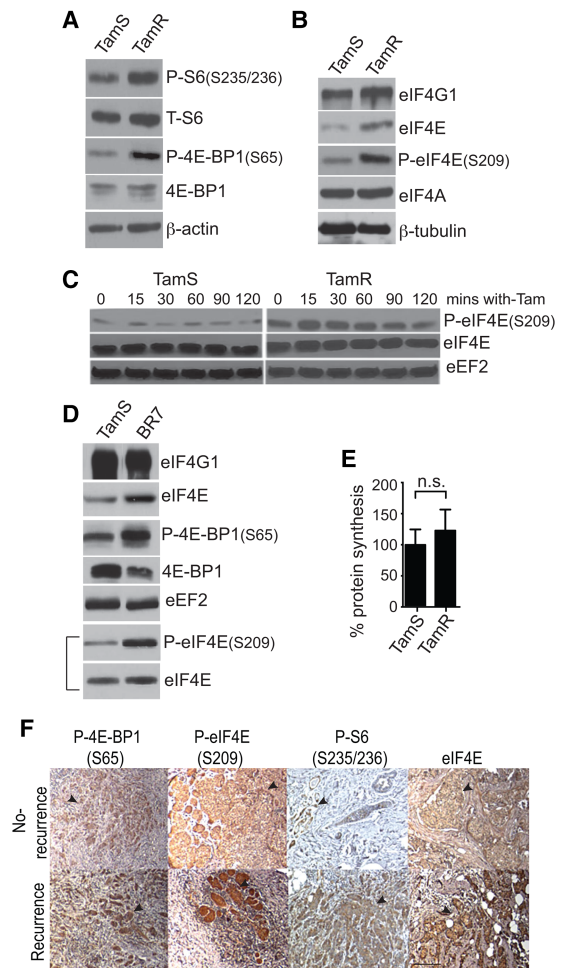 A
TamS TamR
P-S6(S235/236)
T-S6
P-4E-BP1(S65)
4E-BP1
β-actin
B
TamS TamR
eIF4G1
eIF4E
P-eIF4E(S209)
eIF4A
β-tubulin
C
TamS TamR
0 15 30 60 90 120 0 15 30 60 90 120 mins with-Tam
P-eIF4E(S209)
eIF4E
eEF2
D
TamS BR7
eIF4G1
eIF4E
P-4E-BP1(S65)
4E-BP1
eEF2
P-eIF4E(S209)
eIF4E
E
n.s.
% protein synthesis
200
150
100
50
0
TamS TamR
F
P-4E-BP1 P-eIF4E P-S6
(S65) (S209) (S235/236) eIF4E
No-
recurrence
Recurrence